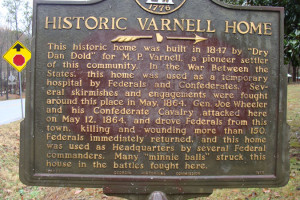 1776
HISTORIC VARNELL HOME
This historic home was built in 1847 by "Dry
Dan Dold" for M. P. Varnell, a pioneer settler
of this community. In the War Between the
States, this home was used as a temporary
hospital by Federals and Confederates. Sev-
eral skirmishes and engagements were fought
around this place in May, 1864. Gen. Joe Wheeler
and his Confederate Cavalry attacked here
on May 12, 1864, and drove Federals from this
town, killing and wounding more than 150.
Federals immediately returned, and this home
was used as Headquarters by several Federal
commanders. Many "minnie balls" struck this
house in the battles fought here.